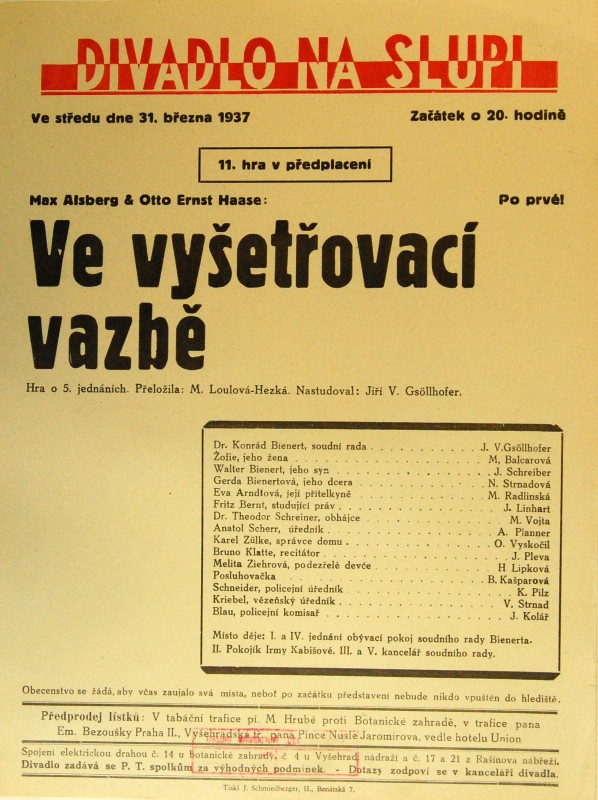 DIVADLO NA SLUPI
Ve středu dne 31. března 1937 Začátek o 20. hodině
11. hra v předplacení
Max Alsberg & Otto Ernst Haase: Po prvé!
Ve vyšetřovací
vazbě
Hra o 5. jednáních. Přeložila: M. Loulová-Hezká. Nastudoval: Jiří V. Gsöllhofer.
Dr. Konrád Bienert, soudní rada . . . . . . . . . . J. V.Gsöllhofer
Žofie, jeho žena . . . . . . . . . . M, Balcarová
Walter Bienert, jeho syn . . . . . . . . . . J. Schreiber
Gerda Bienertová, jeho dcera . . . . . . . . . . N. Strnadová
Eva Arndtová, její přítelkyně . . . . . . . . . . M. Radlinská
Fritz Bernt, studující práv . . . . . . . . . . J. Linhart
Dr. Theodor Schreiner, obhájce . . . . . . . . . . M. Vojta
Anatol Scherr, úředník . . . . . . . . . . A. Planner
Karel Zülke, správce domu . . . . . . . . . . O. Vyskočil
Bruno Klatte, recitátor . . . . . . . . . . J. Pleva
Melita Ziehrová, podezřelé devče . . . . . . . . . . H Lipková
Posluhovačka . . . . . . . . . . B. Kašparová
Schneider, policejní úředník . . . . . . . . . . K. Pilz
Kriebel, vězeňský úředník . . . . . . . . . . V. Strnad
Blau, policejní komisař . . . . . . . . . . J. Kolář
Místo děje: I. a IV. jednání obývací pokoj soudního rady Bienerta.
II. Pokojík Irmy Kabišové. III. a V. kancelář soudního rady.
Obecenstvo se žádá, aby včas zaujalo svá místa, neboť po začátku představení nebude nikdo vpuštěn do hlediště.
Předprodej lístků: V tabáční trafice pí. M Hrubé proti Botanické zahradě, v trafice pana
Em. Bezoušky Praha II., Vyšehradská tr. pana Pince Nusle Jaromírova, vedle hotelu Union
Spojení elektrickou drahou č. 14 u botanické zahrady, č 4 u Vyšehrad nádraží a č. 17 a 21 z Rašínova nábřeží.
Divadlo zadává se P. T. spolkům za výhodných podmínek. - Dotazy zodpoví se v kanceláři divadla.
Tiskl J. Schmiedberger, II., Benátská 7.